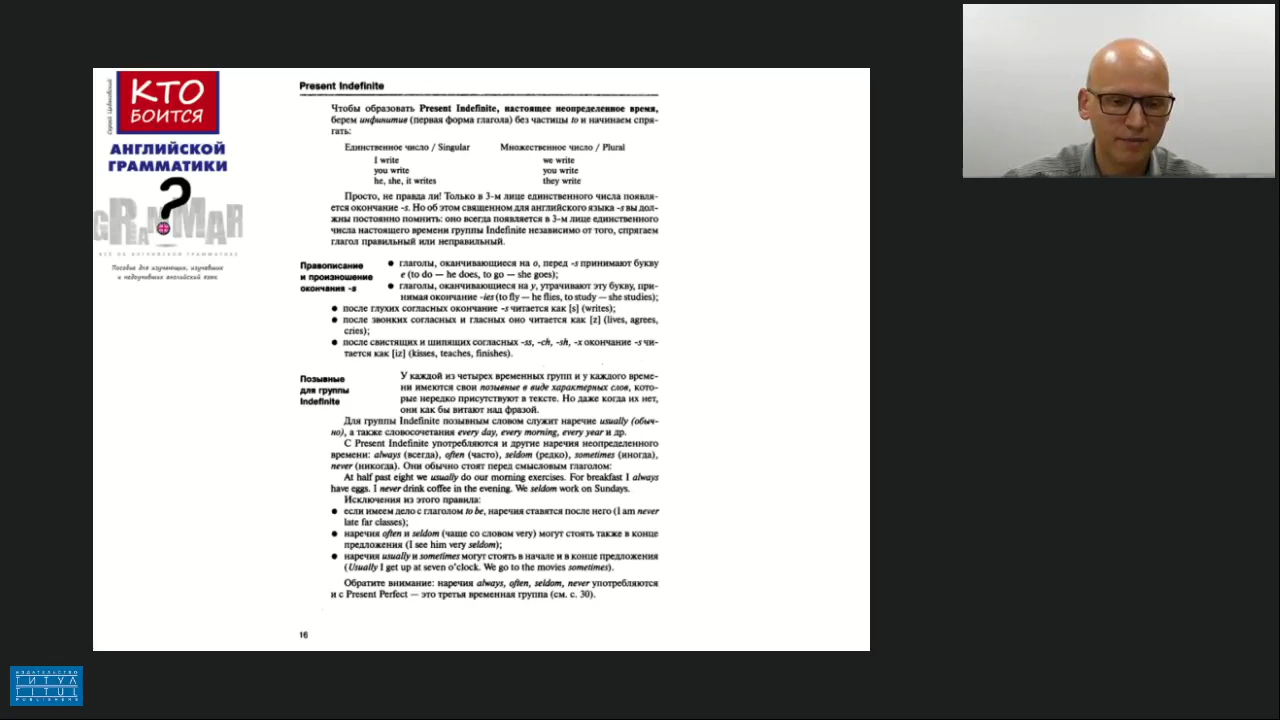 КТО
БОИТСЯ
АНГЛИЙСКОЙ
ГРАММАТИКИ
?
GRAMMAR
ВСЁ ОБ АНГЛИЙСКОЙ ГРАММАТИКЕ
Пособие для изучающих, изучавших
и недоучивших английский язык
Present Indefinite
Чтобы образовать Present Indefinite, настоящее неопределенное время,
берем инфинитив (первая форма глагола) без частицы to и начинаем спря-
гать:
Единственное число / Singular Множественное число / Plural
I write we write
you write you write
he, she, it writes they write
Просто, не правда ли! Только в 3-м лице единственного числа появля-
ется окончание -s. Но об этом священном для английского языка -s вы дол-
жны постоянно помнить: оно всегда появляется в 3-м лице единственного
числа настоящего времени группы Indefinite независимо от того, спрягаем
глагол правильный или неправильный.
Правописание
и произношение
окончания -s
● глаголы, оканчивающиеся на o, перед -s принимают букву
e (to do — he does, to go — she goes);
● глаголы, оканчивающиеся на y, утрачивают эту букву, при-
нимая окончание -ies (to fly — he flies, to study — she studies);
● после глухих согласных окончание -s читается как [s] (writes);
● после звонких согласных и гласных оно читается как [z] (lives, agrees,
cries);
● после свистящих и шипящих согласных -ss, -ch, -sh, -x окончание -s чи-
тается как [iz] (kisses, teaches, finishes).
Позывные
для группы
Indefinite
У каждой из четырех временных групп и у каждого време-
ни имеются свои позывные в виде характерных слов, кото-
рые нередко присутствуют в тексте. Но даже когда их нет,
они как бы витают над фразой.
Для группы Indefinite позывным словом служит наречие usually (обыч-
но), а также словосочетания every day, every morning, every year и др.
С Present Indefinite употребляются и другие наречия неопределенного
времени: always (всегда), often (часто), seldom (редко), sometimes (иногда),
never (никогда). Они обычно стоят перед смысловым глаголом:
At half past eight we usually do our morning exercises. For breakfast I always
have eggs. I never drink coffee in the evening. We seldom work on Sundays.
Исключения из этого правила:
● если имеем дело с глаголом to be, наречия ставятся после него (I am never
late far classes);
● наречия often и seldom (чаще со словом very) могут стоять также в конце
предложения (I see him very seldom);
● наречия usually и sometimes могут стоять в начале и в конце предложения
(Usually I get up at seven o'clock. We go to the movies sometimes).
Обратите внимание: наречия always, often, seldom, never употребляются
и с Present Perfect — это третья временная группа (см. с. 30).
16
ИЗДАТЕЛЬСТВО
ТИТУЛ
TITUL
PUBLISHERS